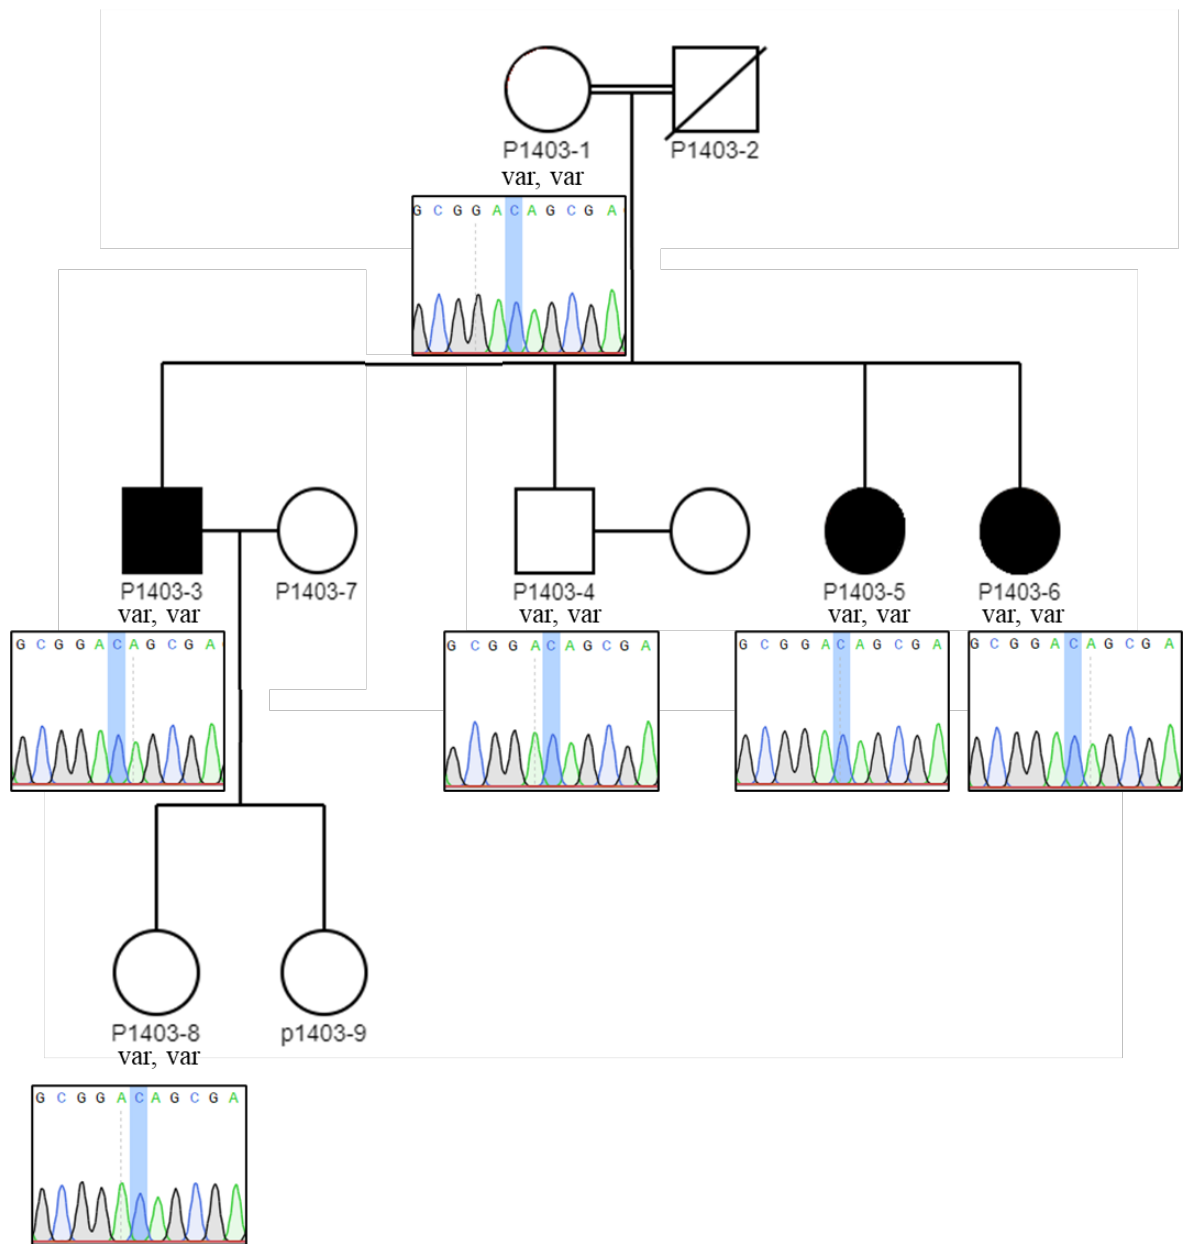 P1403-1
P1403-2
var, var
G C G G A C A G C G A
P1403-3
P1403-7
P1403-4
P1403-5
P1403-6
var, var
var, var
var, var
var, var
G C G G A C A G C G A
G C G G A C A G C G A
G C G G A C A G C G A
G C G G A C A G C G A
P1403-8
p1403-9
var, var
G C G G A C A G C G A